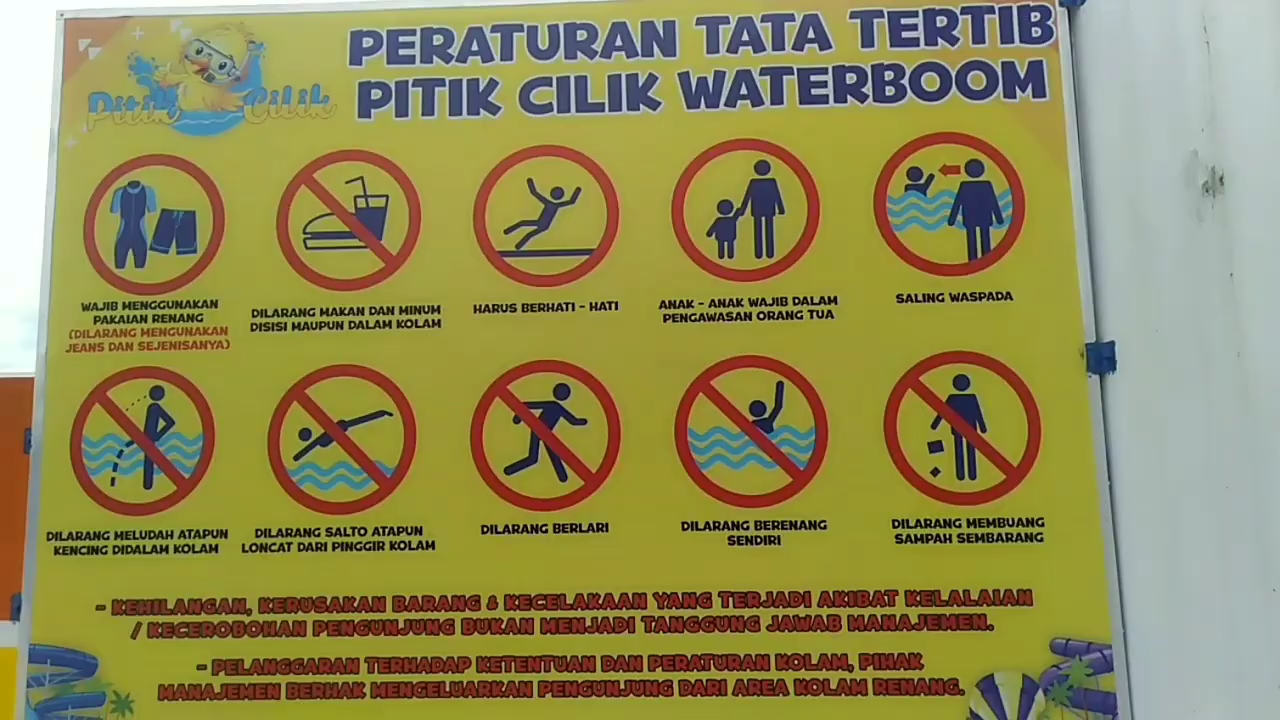 Pitik Cilik
PERATURAN TATA TERTIB
PITIK CILIK WATERBOOM
WAJIB MENGGUNAKAN
PAKAIAN RENANG
(DILARANG MENGUNAKAN
JEANS DAN SEJENISANYA)
DILARANG MAKAN DAN MINUM
DISISI MAUPUN DALAM KOLAM
HARUS BERHATI - HATI
ANAK - ANAK WAJIB DALAM
PENGAWASAN ORANG TUA
SALING WASPADA
DILARANG MELUDAH ATAPUN
KENCING DIDALAM KOLAM
DILARANG SALTO ATAPUN
LONCAT DARI PINGGIR KOLAM
DILARANG BERLARI
DILARANG BERENANG
SENDIRI
DILARANG MEMBUANG
SAMPAH SEMBARANG
- KEHILANGAN, KERUSAKAN BARANG & KECELAKAAN YANG TERJADI AKIBAT KELALAIAN
/ KECEROBOHAN PENGUNJUNG BUKAN MENJADI TANGGUNG JAWAB MANAJEMEN.
- PELANGGARAN TERHADAP KETENTUAN DAN PERATURAN KOLAM, PIHAK
MANAJEMEN BERHAK MENGELUARKAN PENGUNJUNG DARI AREA KOLAM RENANG.